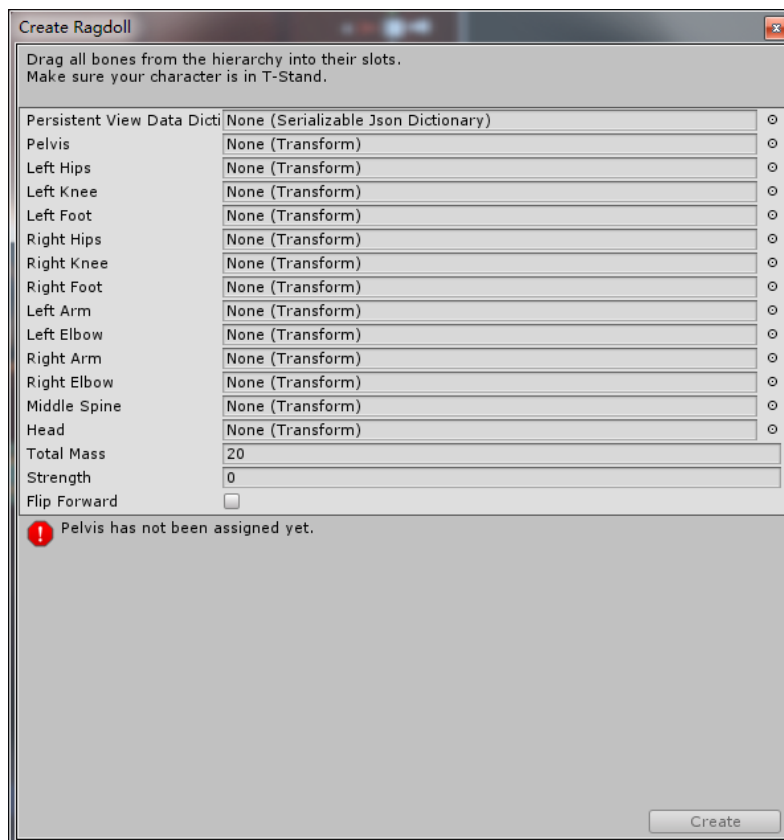 Create Ragdoll
Drag all bones from the hierarchy into their slots.
Make sure your character is in T-Stand.
Persistent View Data Dicti None (Serializable Json Dictionary)
Pelvis None (Transform)
Left Hips None (Transform)
Left Knee None (Transform)
Left Foot None (Transform)
Right Hips None (Transform)
Right Knee None (Transform)
Right Foot None (Transform)
Left Arm None (Transform)
Left Elbow None (Transform)
Right Arm None (Transform)
Right Elbow None (Transform)
Middle Spine None (Transform)
Head None (Transform)
Total Mass 20
Strength 0
Flip Forward
Pelvis has not been assigned yet.
Create